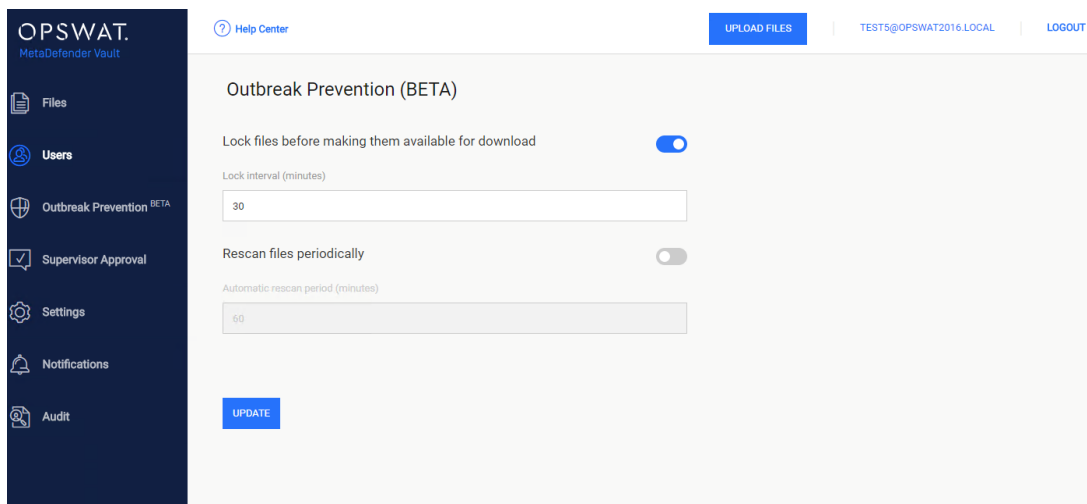 OPSWAT.
MetaDefender Vault
Files
Users
Outbreak Prevention BETA
Supervisor Approval
Settings
Notifications
Audit
? Help Center
UPLOAD FILES
TEST5@OPSWAT2016.LOCAL
LOGOUT
Outbreak Prevention (BETA)
Lock files before making them available for download
Lock interval (minutes)
30
Rescan files periodically
Automatic rescan period (minutes)
60
UPDATE